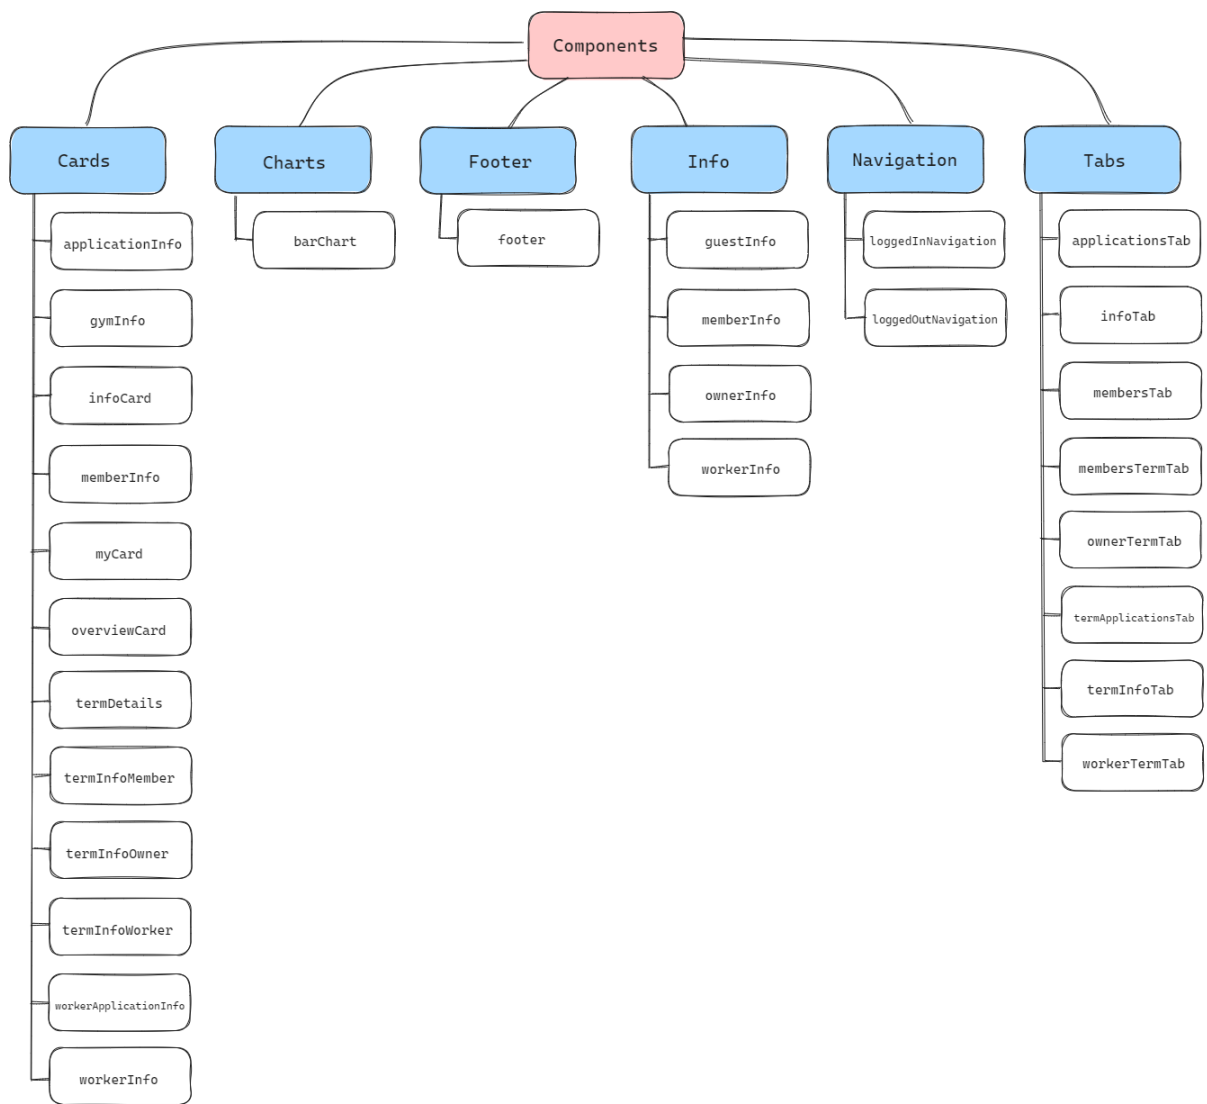 Components
Cards
Charts
Footer
Info
Navigation
Tabs
applicationInfo
gymInfo
infoCard
memberInfo
myCard
overviewCard
termDetails
termInfoMember
termInfoOwner
termInfoWorker
workerApplicationInfo
workerInfo
barChart
footer
guestInfo
memberInfo
ownerInfo
workerInfo
loggedInNavigation
loggedOutNavigation
applicationsTab
infoTab
membersTab
membersTermTab
ownerTermTab
termApplicationsTab
termInfoTab
workerTermTab